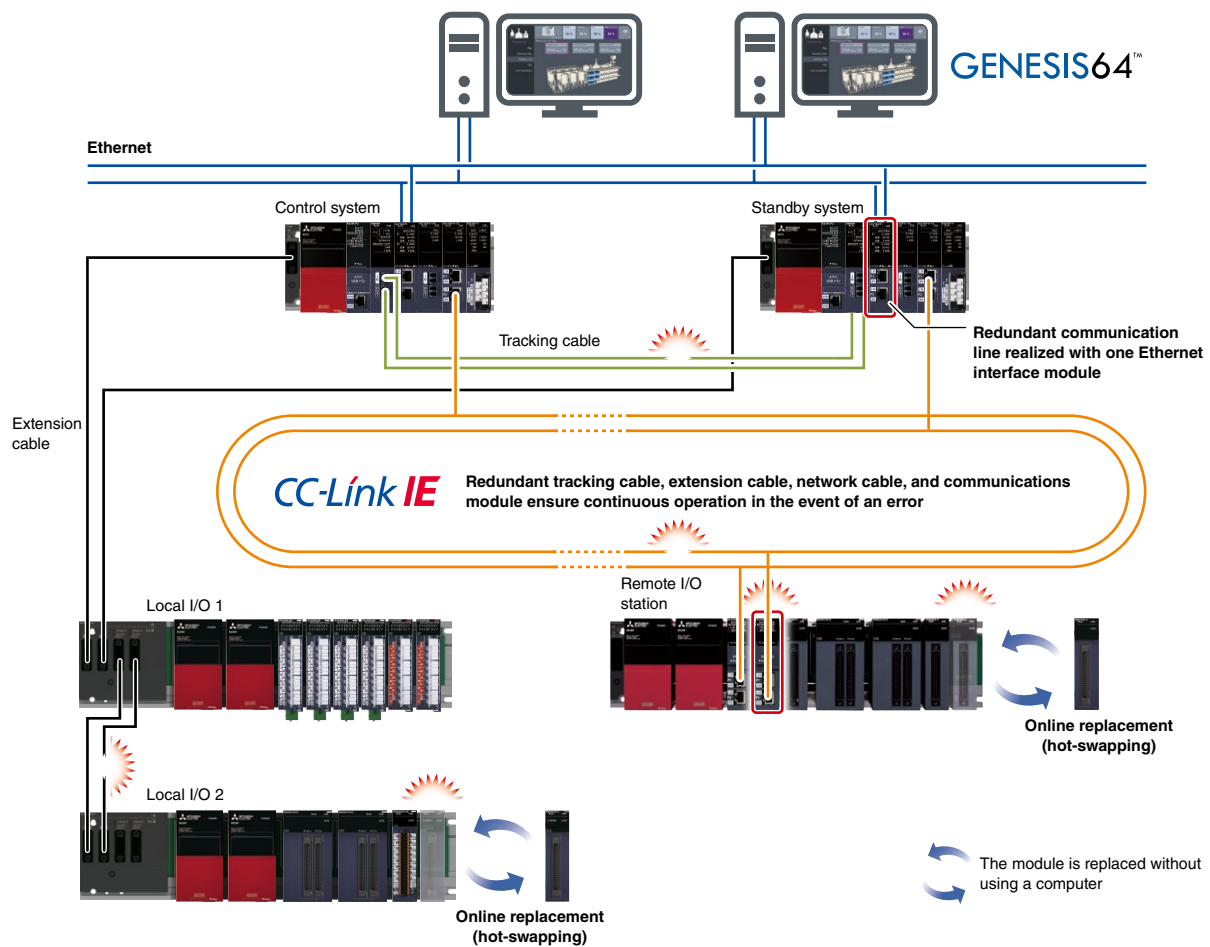 GENESIS64™
Ethernet
Control system
Standby system
Tracking cable
Redundant communication
line realized with one Ethernet
interface module
Extension
cable
CC-Link IE
Redundant tracking cable, extension cable, network cable, and communications
module ensure continuous operation in the event of an error
Remote I/O
station
Local I/O 1
Online replacement
(hot-swapping)
Local I/O 2
The module is replaced without
using a computer
Online replacement
(hot-swapping)